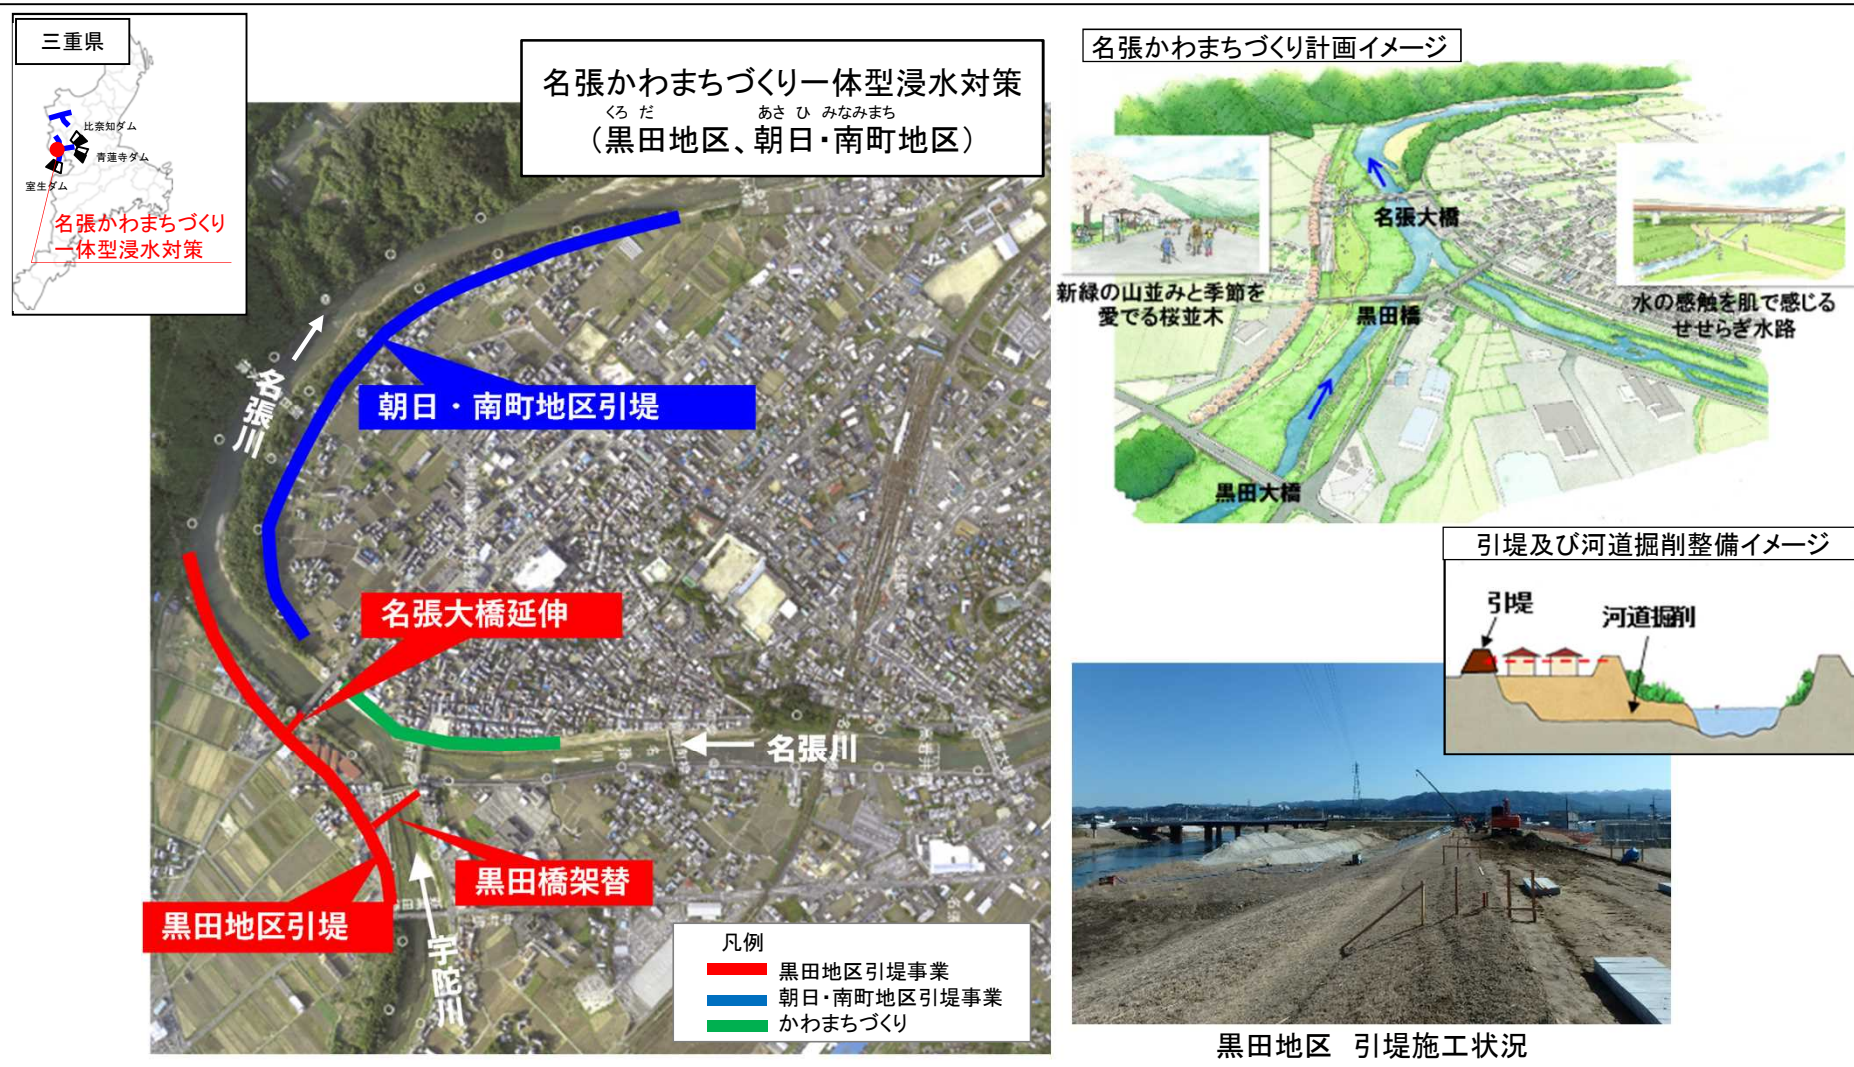 三重県
比奈知ダム
青蓮寺ダム
室生ダム
名張かわまちづくり
一体型浸水対策
名張かわまちづくり一体型浸水対策
くろ だ あさ ひ みなみまち
（黒田地区、朝日・南町地区）
朝日・南町地区引堤
名張川
名張大橋延伸
名張川
黒田橋架替
黒田地区引堤
宇陀川
凡例
黒田地区引堤事業
朝日・南町地区引堤事業
かわまちづくり
名張かわまちづくり計画イメージ
名張大橋
新緑の山並みと季節を
愛でる桜並木
黒田橋
水の感触を肌で感じる
せせらぎ水路
黒田大橋
引堤及び河道掘削整備イメージ
引堤
河道掘削
黒田地区 引堤施工状況